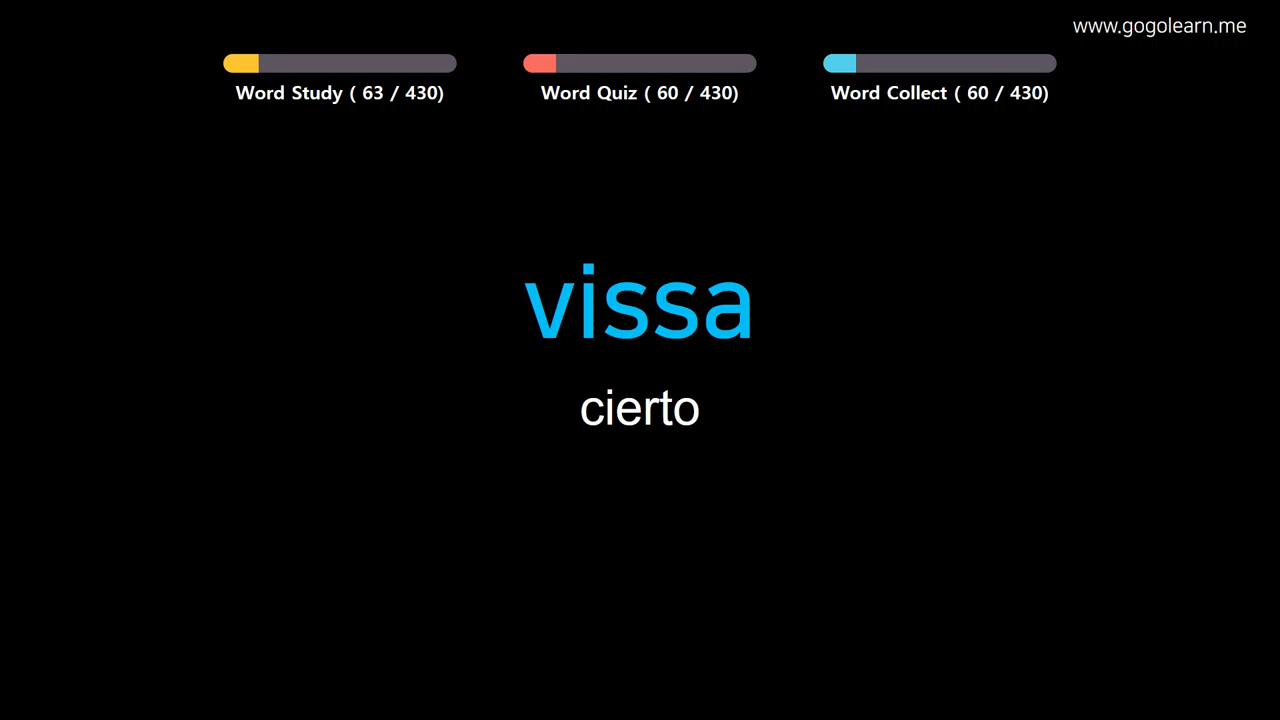 www.gogolearn.me
Word Study ( 63 / 430)
Word Quiz ( 60 / 430)
Word Collect ( 60 / 430)
vissa
cierto